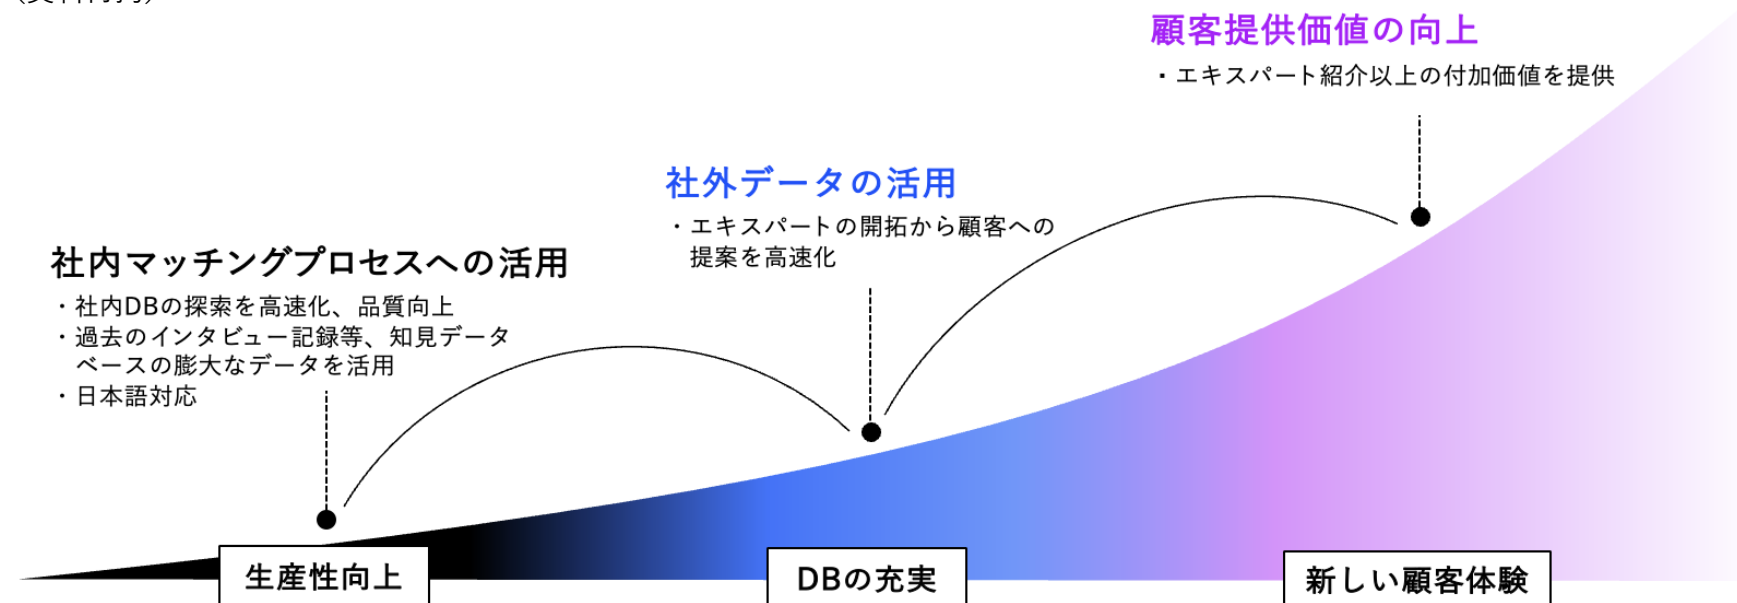 顧客提供価値の向上
・エキスパート紹介以上の付加価値を提供
社外データの活用
・エキスパートの開拓から顧客への
提案を高速化
社内マッチングプロセスへの活用
・社内DBの探索を高速化、品質向上
・過去のインタビュー記録等、知見データ
ベースの膨大なデータを活用
・日本語対応
生産性向上
DBの充実
新しい顧客体験